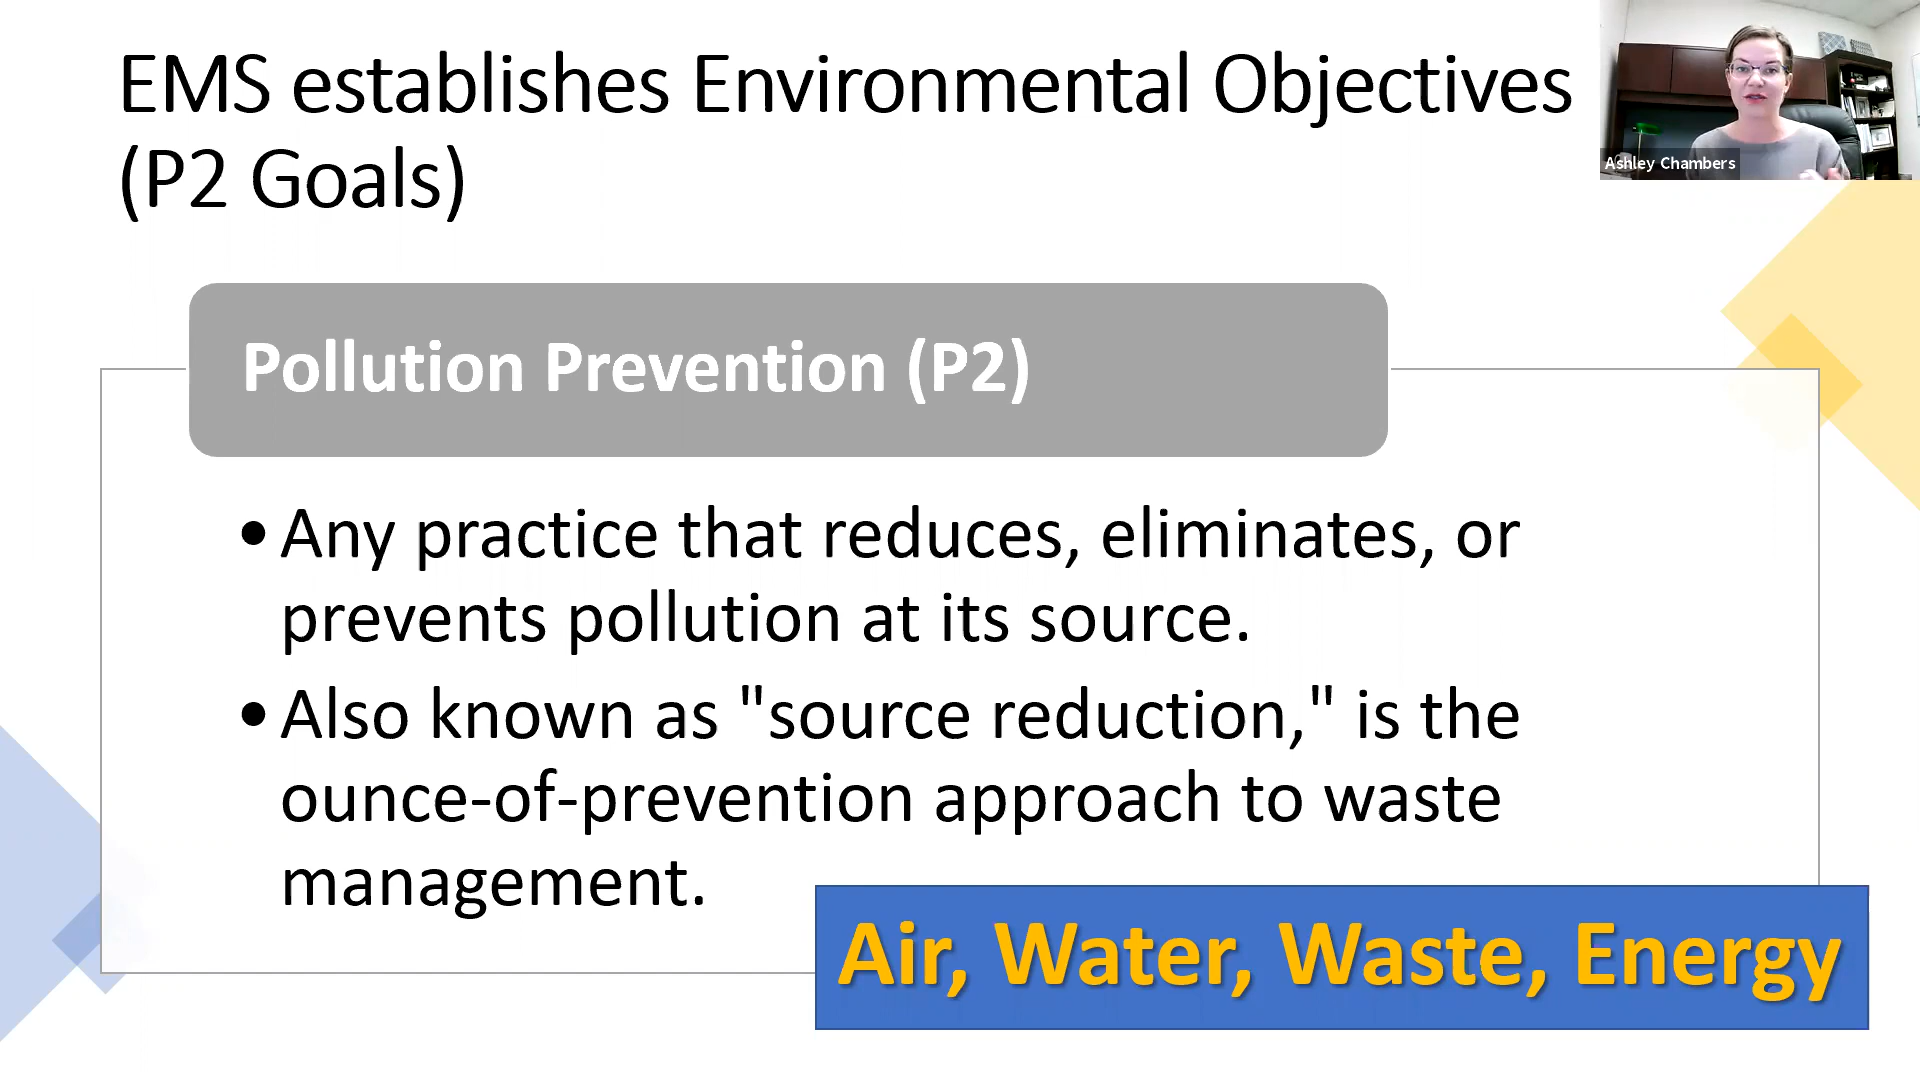 EMS establishes Environmental Objectives
(P2 Goals)
Ashley Chambers
Pollution Prevention (P2)
•Any practice that reduces, eliminates, or
prevents pollution at its source.
•Also known as "source reduction," is the
ounce-of-prevention approach to waste
management.
Air, Water, Waste, Energy